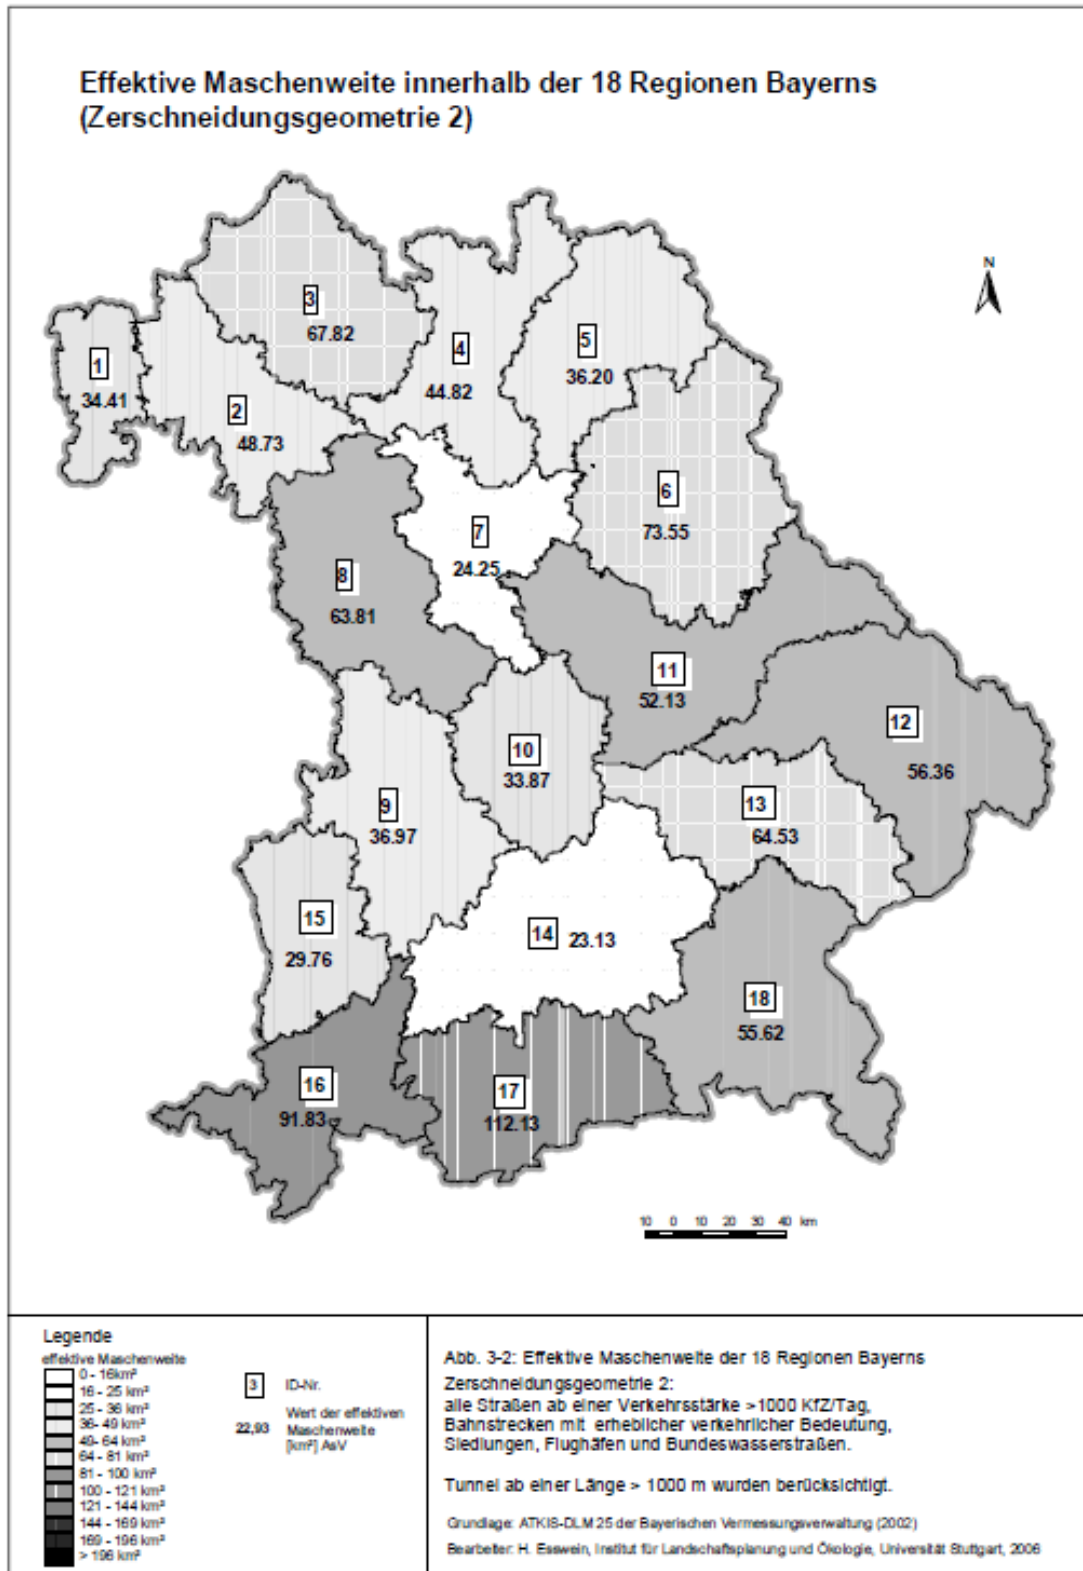 Effektive Maschenweite innerhalb der 18 Regionen Bayerns
(Zerschneidungsgeometrie 2)
N
3
67.82
4
44.82
5
36.20
1
34.41
2
48.73
6
73.55
7
24.25
8
63.81
11
52.13
12
56.36
10
33.87
13
64.53
9
36.97
15
29.76
14
23.13
18
55.62
16
91.83
17
112.13
10 0 10 20 30 40 km
Legende
effektive Maschenweite
0 - 16km²
16 - 25 km²
25 - 36 km²
36- 49 km²
49- 64 km²
64 - 81 km²
81 - 100 km²
100 - 121 km²
121 - 144 km²
144 - 169 km²
169 - 196 km²
> 196 km²
3 ID-Nr.
22,93 Wert der effektiven
Maschenweite
[km²] AsV
Abb. 3-2: Effektive Maschenweite der 18 Regionen Bayerns
Zerschneidungsgeometrie 2:
alle Straßen ab einer Verkehrsstärke >1000 KfZ/Tag,
Bahnstrecken mit erheblicher verkehrlicher Bedeutung,
Siedlungen, Flughäfen und Bundeswasserstraßen.
Tunnel ab einer Länge > 1000 m wurden berücksichtigt.
Grundlage: ATKIS-DLM 25 der Bayerischen Vermessungsverwaltung (2002)
Bearbeiter: H. Esswein, Institut für Landschaftsplanung und Ökologie, Universität Stuttgart, 2006